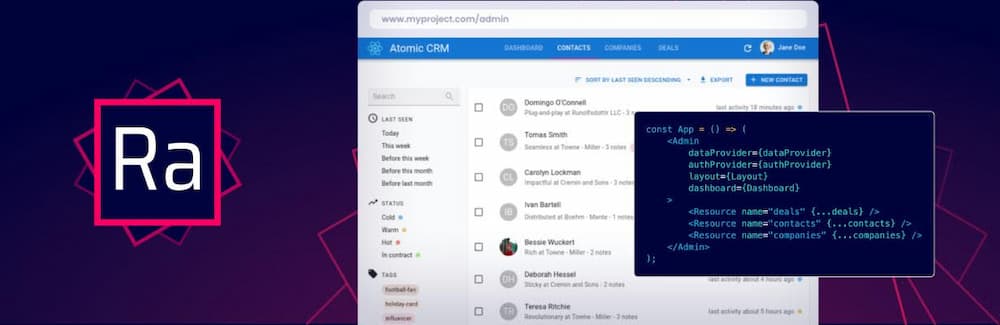 Ra
www.myproject.com/admin
Atomic CRM
DASHBOARD CONTACTS COMPANIES DEALS
Jane Doe
SORT BY LAST SEEN DESCENDING EXPORT + NEW CONTACT
Search
LAST SEEN
Today
This week
Before this week
Before this month
Before last month
STATUS
Cold
Warm
Hot
In contract
TAGS
football-fan
holiday-card
influencer
DO
Domingo O'Connell
Plug-and-play at Runolfsdottir LLC - 3
last activity 18 minutes ago
TS
Tomas Smith
Seamless at Towne - Miller - 3 notes
CL
Carolyn Lockman
Impactful at Cremin and Sons - 3 notes
IB
Ivan Bartell
Distributed at Boehm - Mante - 1 notes
Bessie Wuckert
Rich at Towne - Miller - 2 notes
DH
Deborah Hessel
Sticky at Cremin and Sons - 2 notes
last activity about 4 hours ago
TR
Teresa Ritchie
Revolutionary at Towne - Miller - 3 notes
last activity about 5 hours ago
const App = () => (
<Admin
dataProvider={dataProvider}
authProvider={authProvider}
layout={Layout}
dashboard={Dashboard}
>
<Resource name="deals" {...deals} />
<Resource name="contacts" {...contacts} />
<Resource name="companies" {...companies} />
</Admin>
);